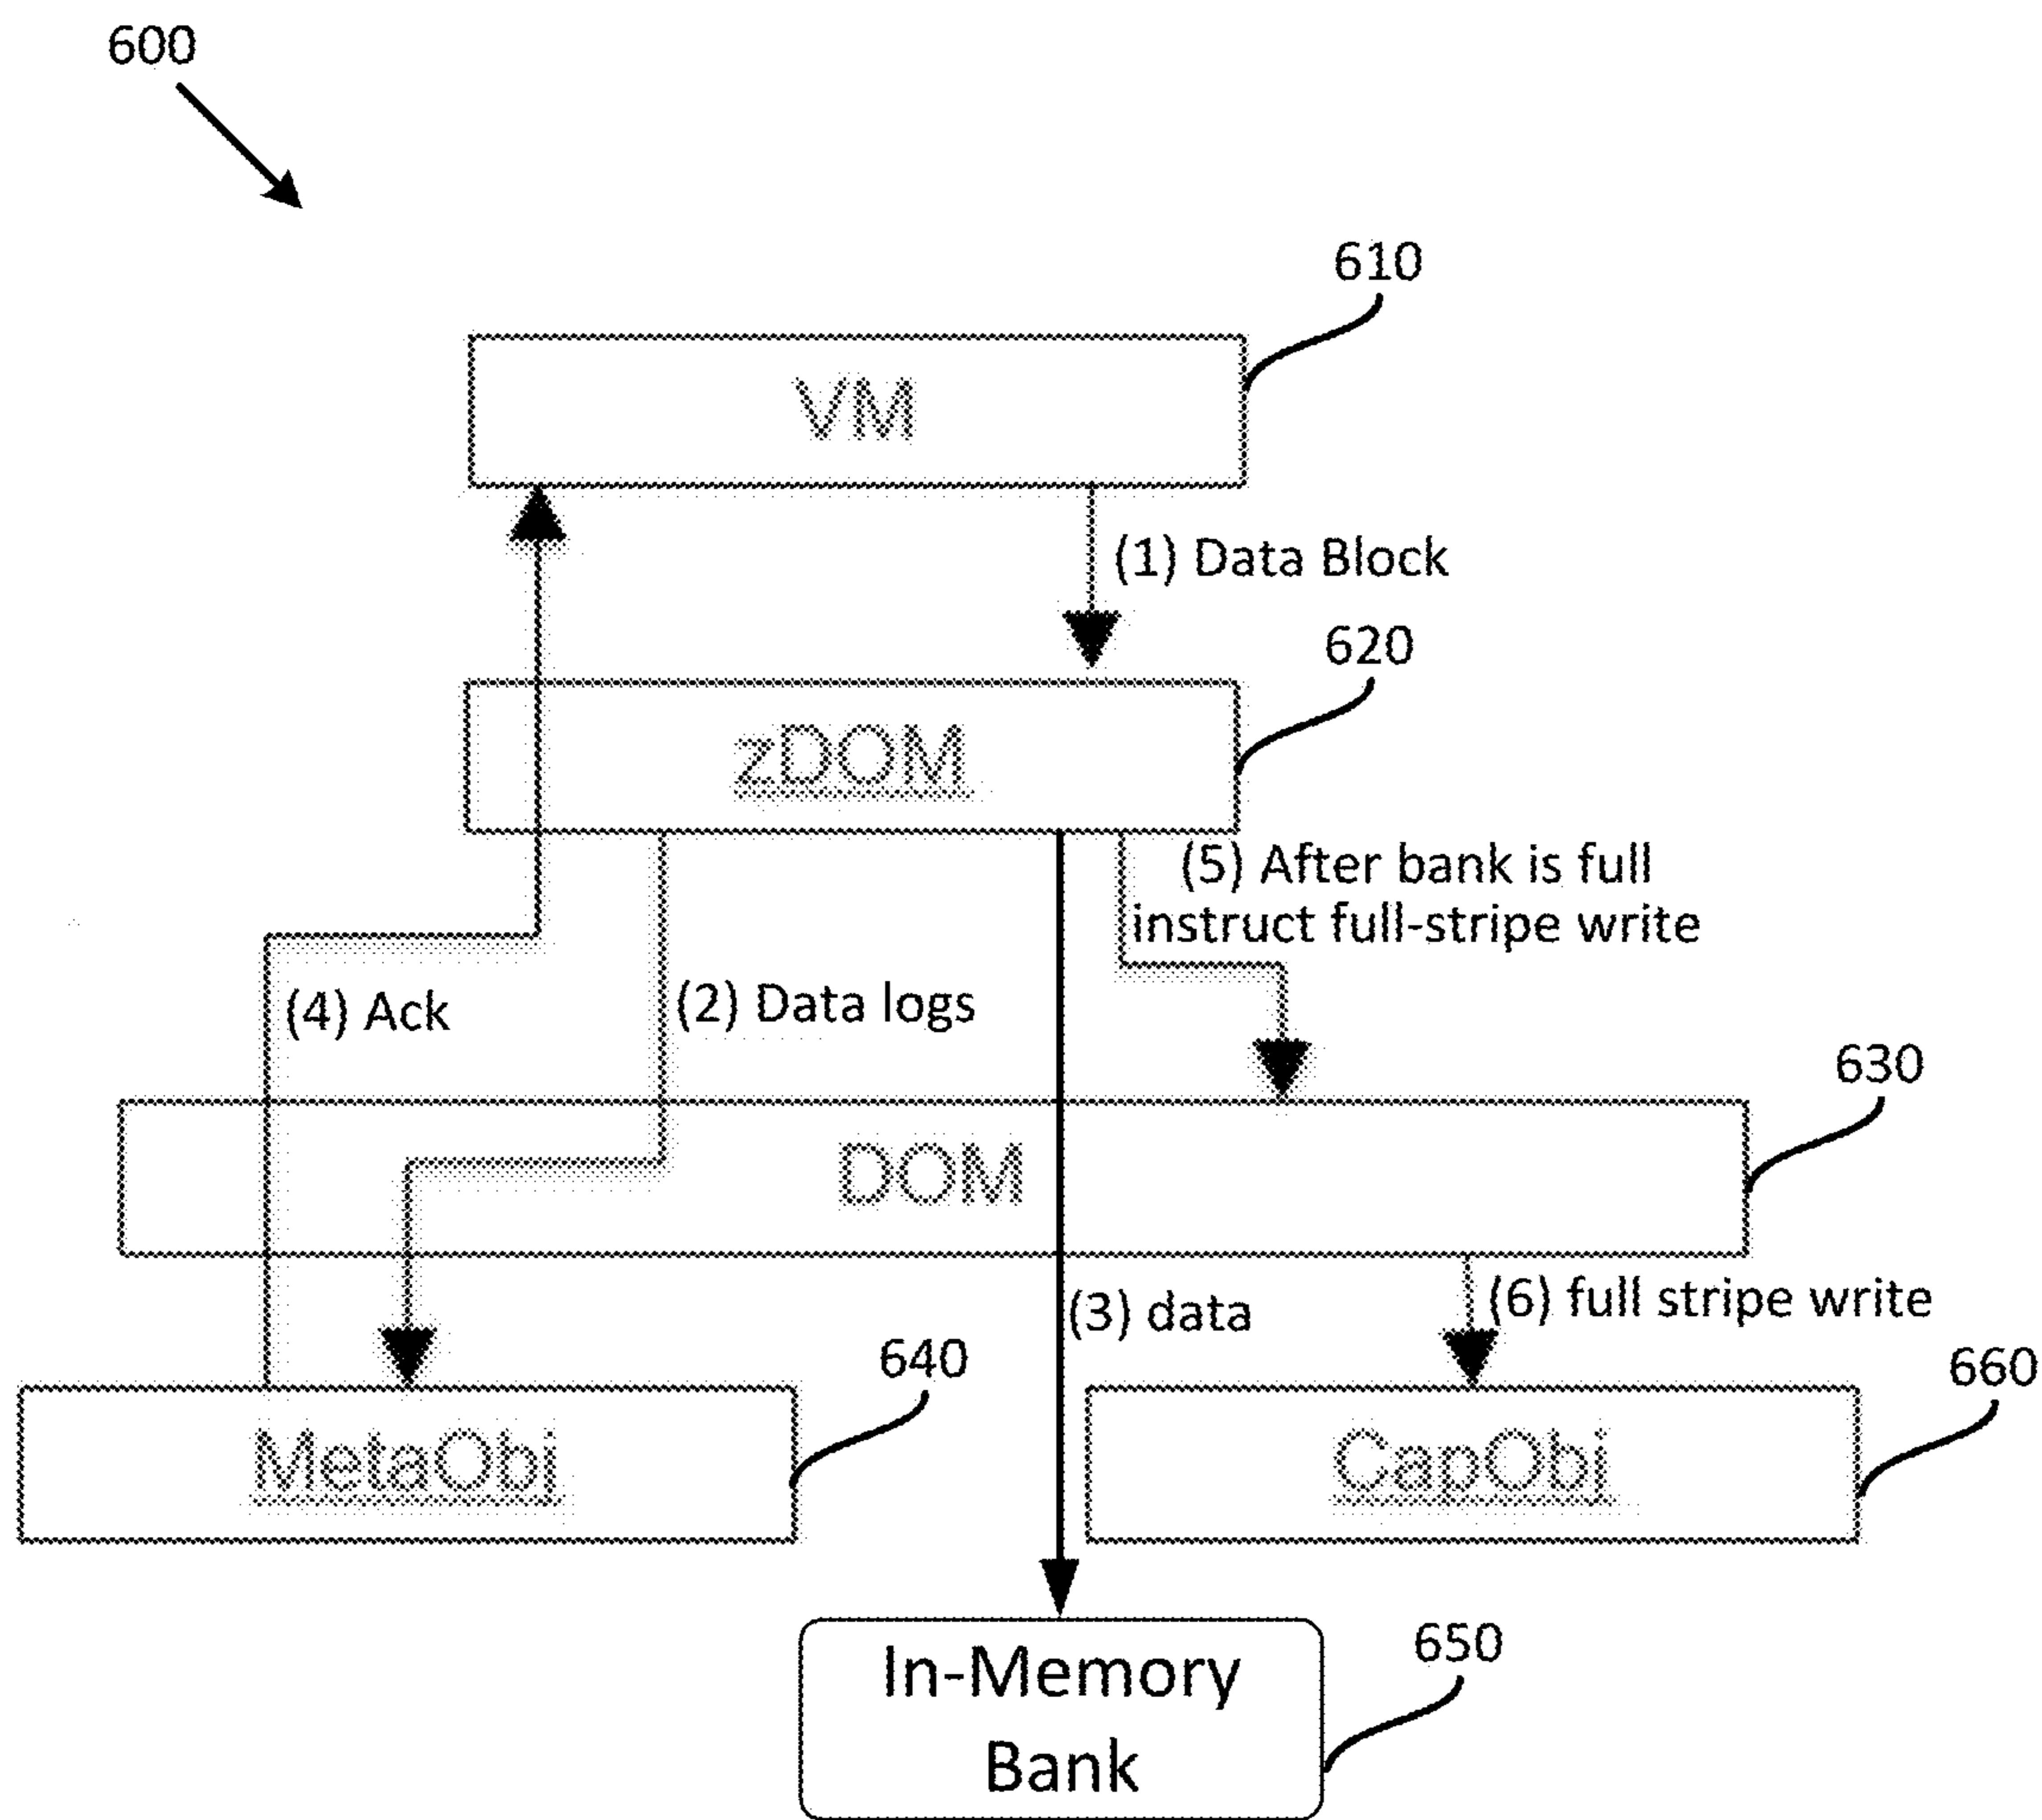 600
610
VM
(1) Data Block
620
zDOM
(5) After bank is full
instruct full-stripe write
(4) Ack
(2) Data logs
630
DOM
(3) data
(6) full stripe write
640
660
MetaObj
CapObj
In-Memory
Bank
650